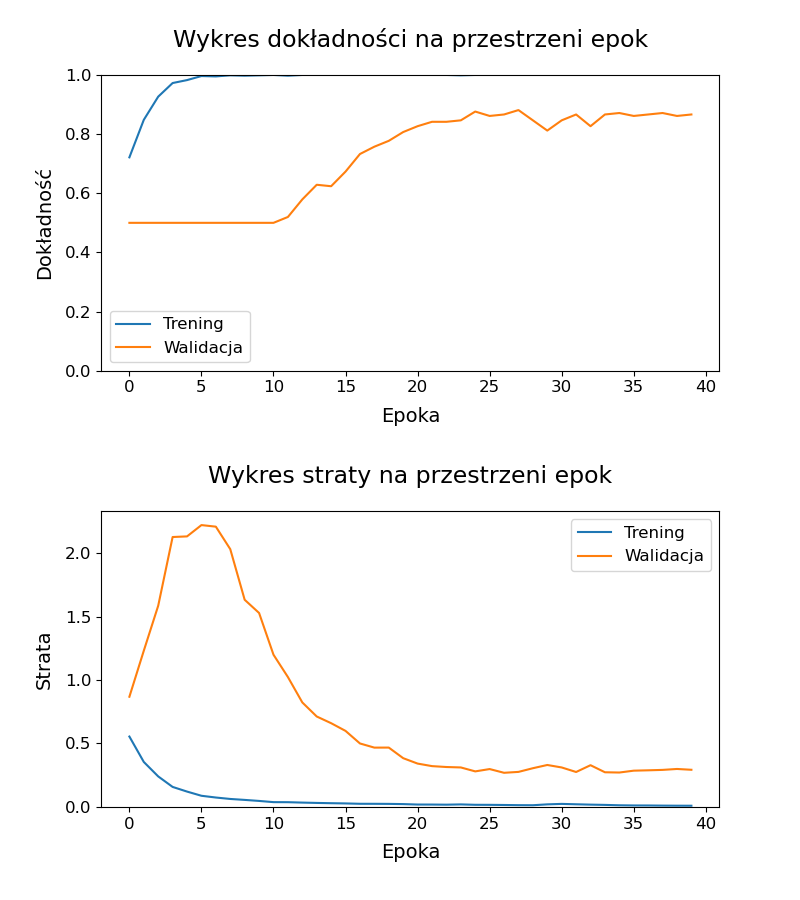 Wykres dokładności na przestrzeni epok
1.0
0.8
0.6
0.4
0.2
0.0
Dokładność
Trening
Walidacja
0 5 10 15 20 25 30 35 40
Epoka
Wykres straty na przestrzeni epok
2.0
1.5
1.0
0.5
0.0
Strata
Trening
Walidacja
0 5 10 15 20 25 30 35 40
Epoka